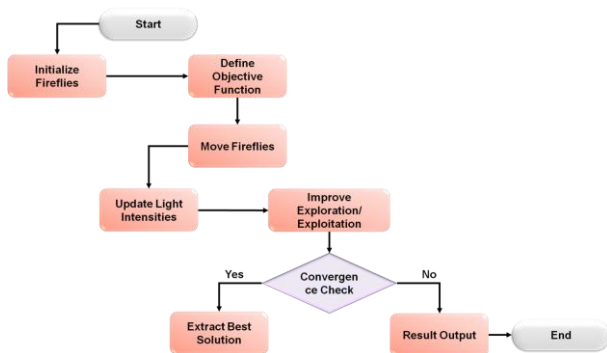 Start
Initialize
Fireflies
Define
Objective
Function
Move Fireflies
Update Light
Intensities
Improve
Exploration/
Exploitation
Yes
Convergen
ce Check
No
Extract Best
Solution
Result Output
End